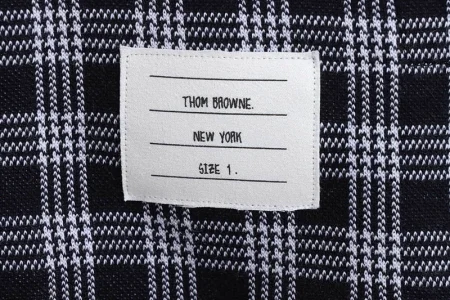 THOM BROWNE.
NEW YORK
SIZE 1.